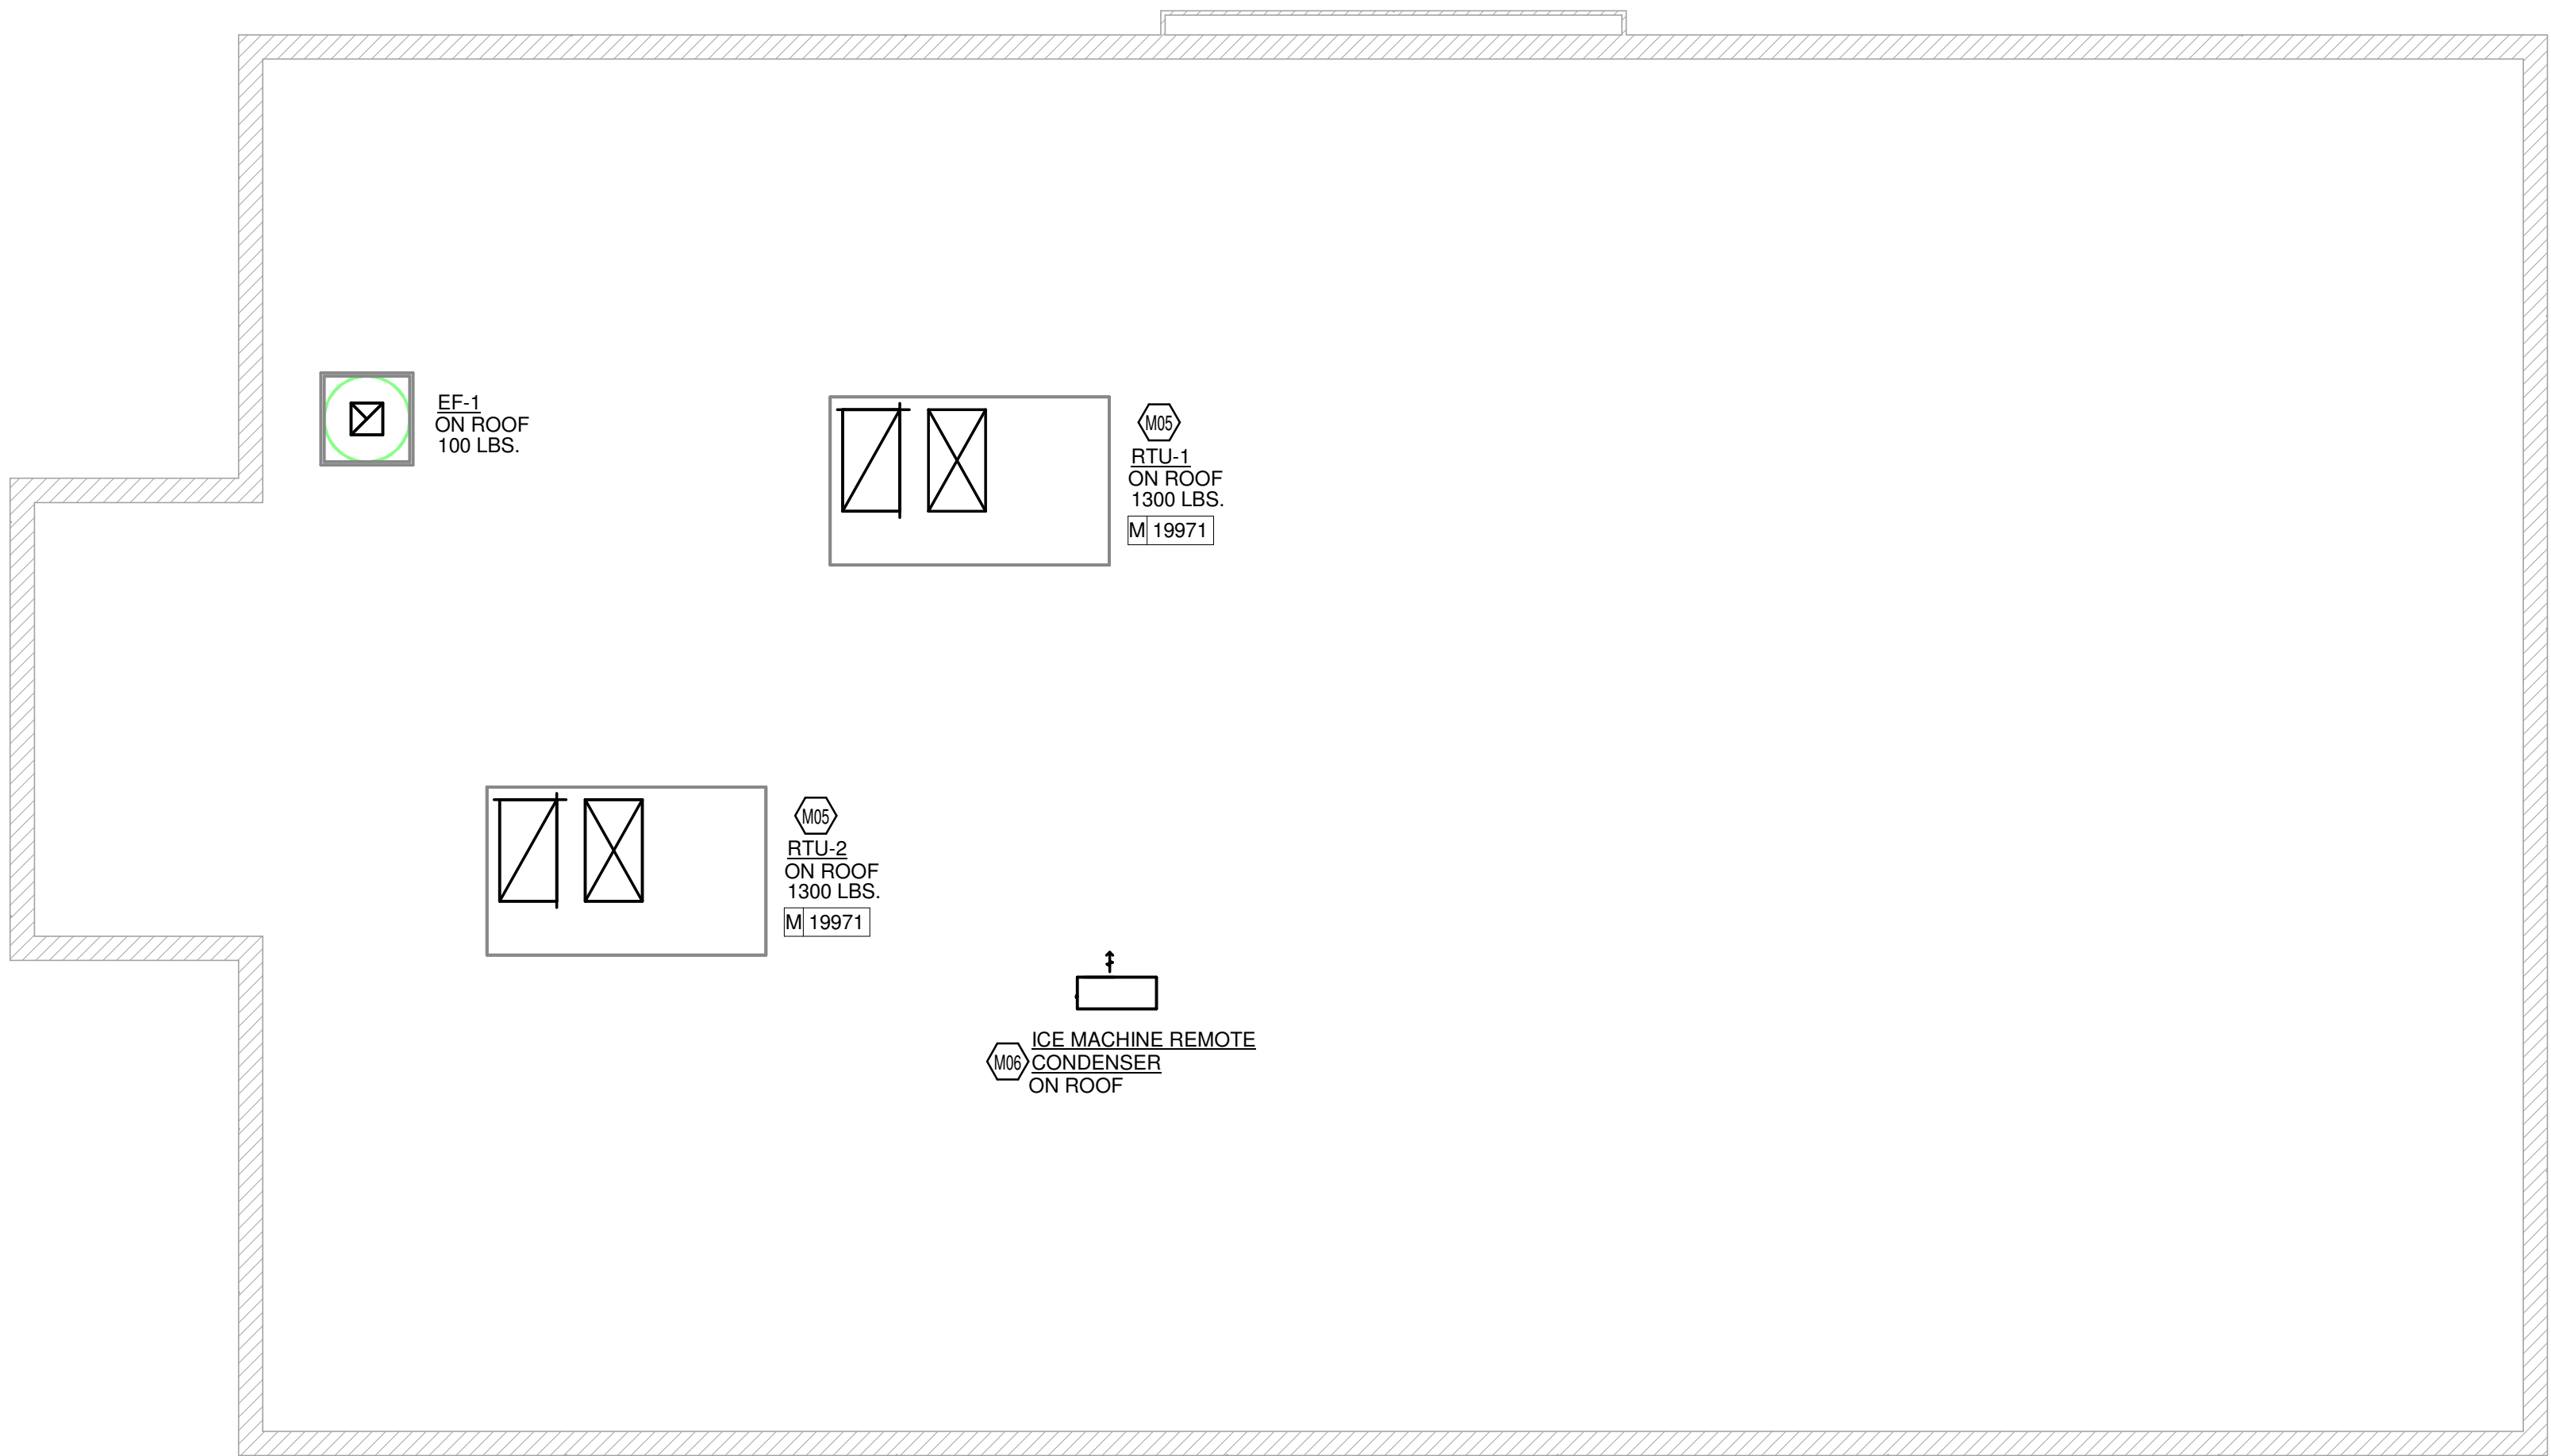 EF-1
ON ROOF
100 LBS.
M05
RTU-1
ON ROOF
1300 LBS.
M 19971
M05
RTU-2
ON ROOF
1300 LBS.
M 19971
ICE MACHINE REMOTE
M06 CONDENSER
ON ROOF